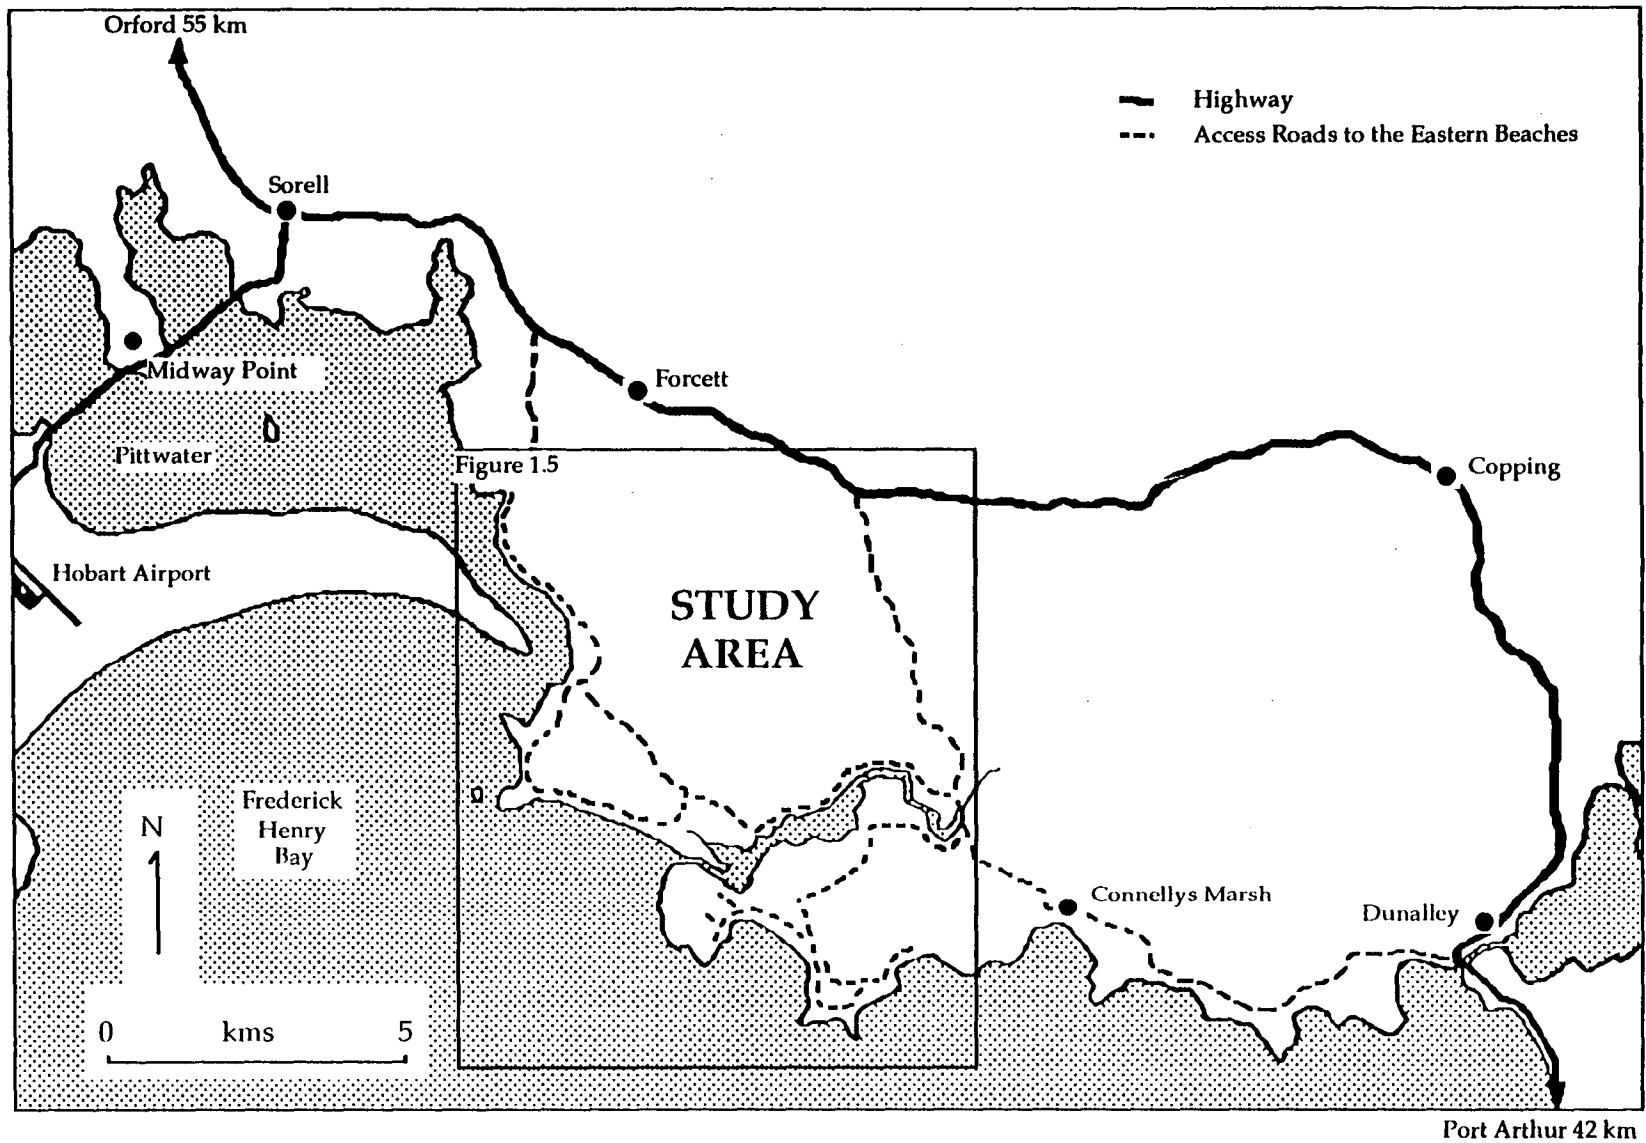 Orford 55 km
Highway
Access Roads to the Eastern Beaches
Sorell
Midway Point
Forcett
Pittwater
Figure 1.5
Copping
Hobart Airport
STUDY
AREA
Frederick
Henry
Bay
N
Connellys Marsh
Dunalley
0 kms 5
Port Arthur 42 km